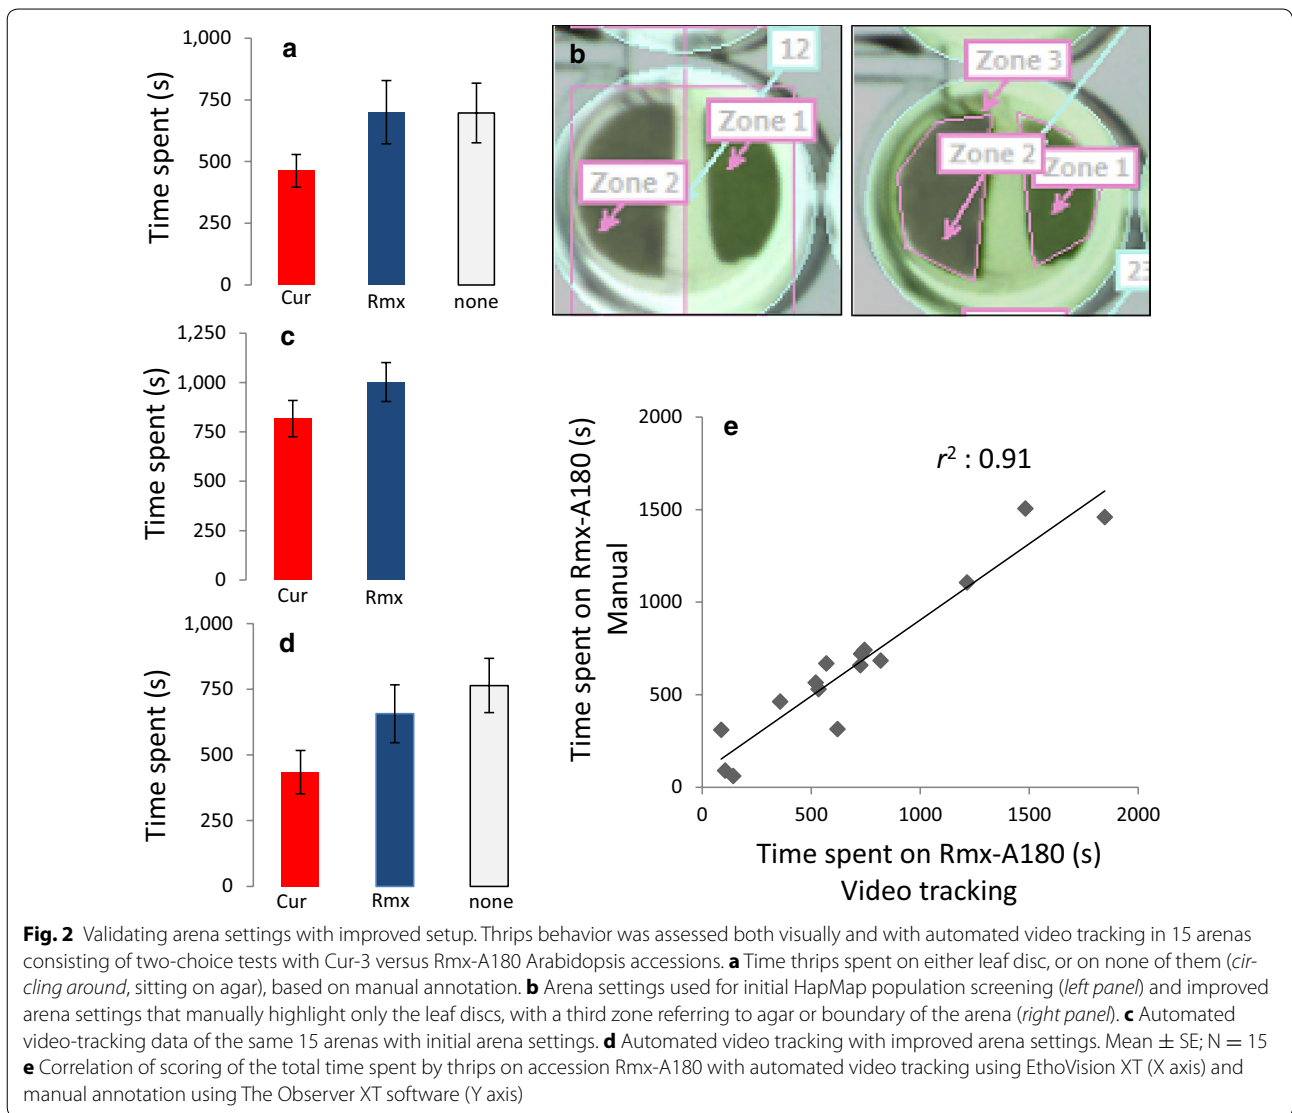 a
Time spent (s)
1,000
750
500
250
0
Cur
Rmx
none
b
12
Zone 1
Zone 2
Zone 3
Zone 2
Zone 1
23
c
Time spent (s)
1,250
1,000
750
500
250
0
Cur
Rmx
d
Time spent (s)
1,000
750
500
250
0
Cur
Rmx
none
e
r² : 0.91
Time spent on Rmx-A180 (s)
Manual
2000
1500
1000
500
0
0
500
1000
1500
2000
Time spent on Rmx-A180 (s)
Video tracking
Fig. 2 Validating arena settings with improved setup. Thrips behavior was assessed both visually and with automated video tracking in 15 arenas
consisting of two-choice tests with Cur-3 versus Rmx-A180 Arabidopsis accessions. a Time thrips spent on either leaf disc, or on none of them (cir-
cling around, sitting on agar), based on manual annotation. b Arena settings used for initial HapMap population screening (left panel) and improved
arena settings that manually highlight only the leaf discs, with a third zone referring to agar or boundary of the arena (right panel). c Automated
video-tracking data of the same 15 arenas with initial arena settings. d Automated video tracking with improved arena settings. Mean ± SE; N = 15
e Correlation of scoring of the total time spent by thrips on accession Rmx-A180 with automated video tracking using EthoVision XT (X axis) and
manual annotation using The Observer XT software (Y axis)